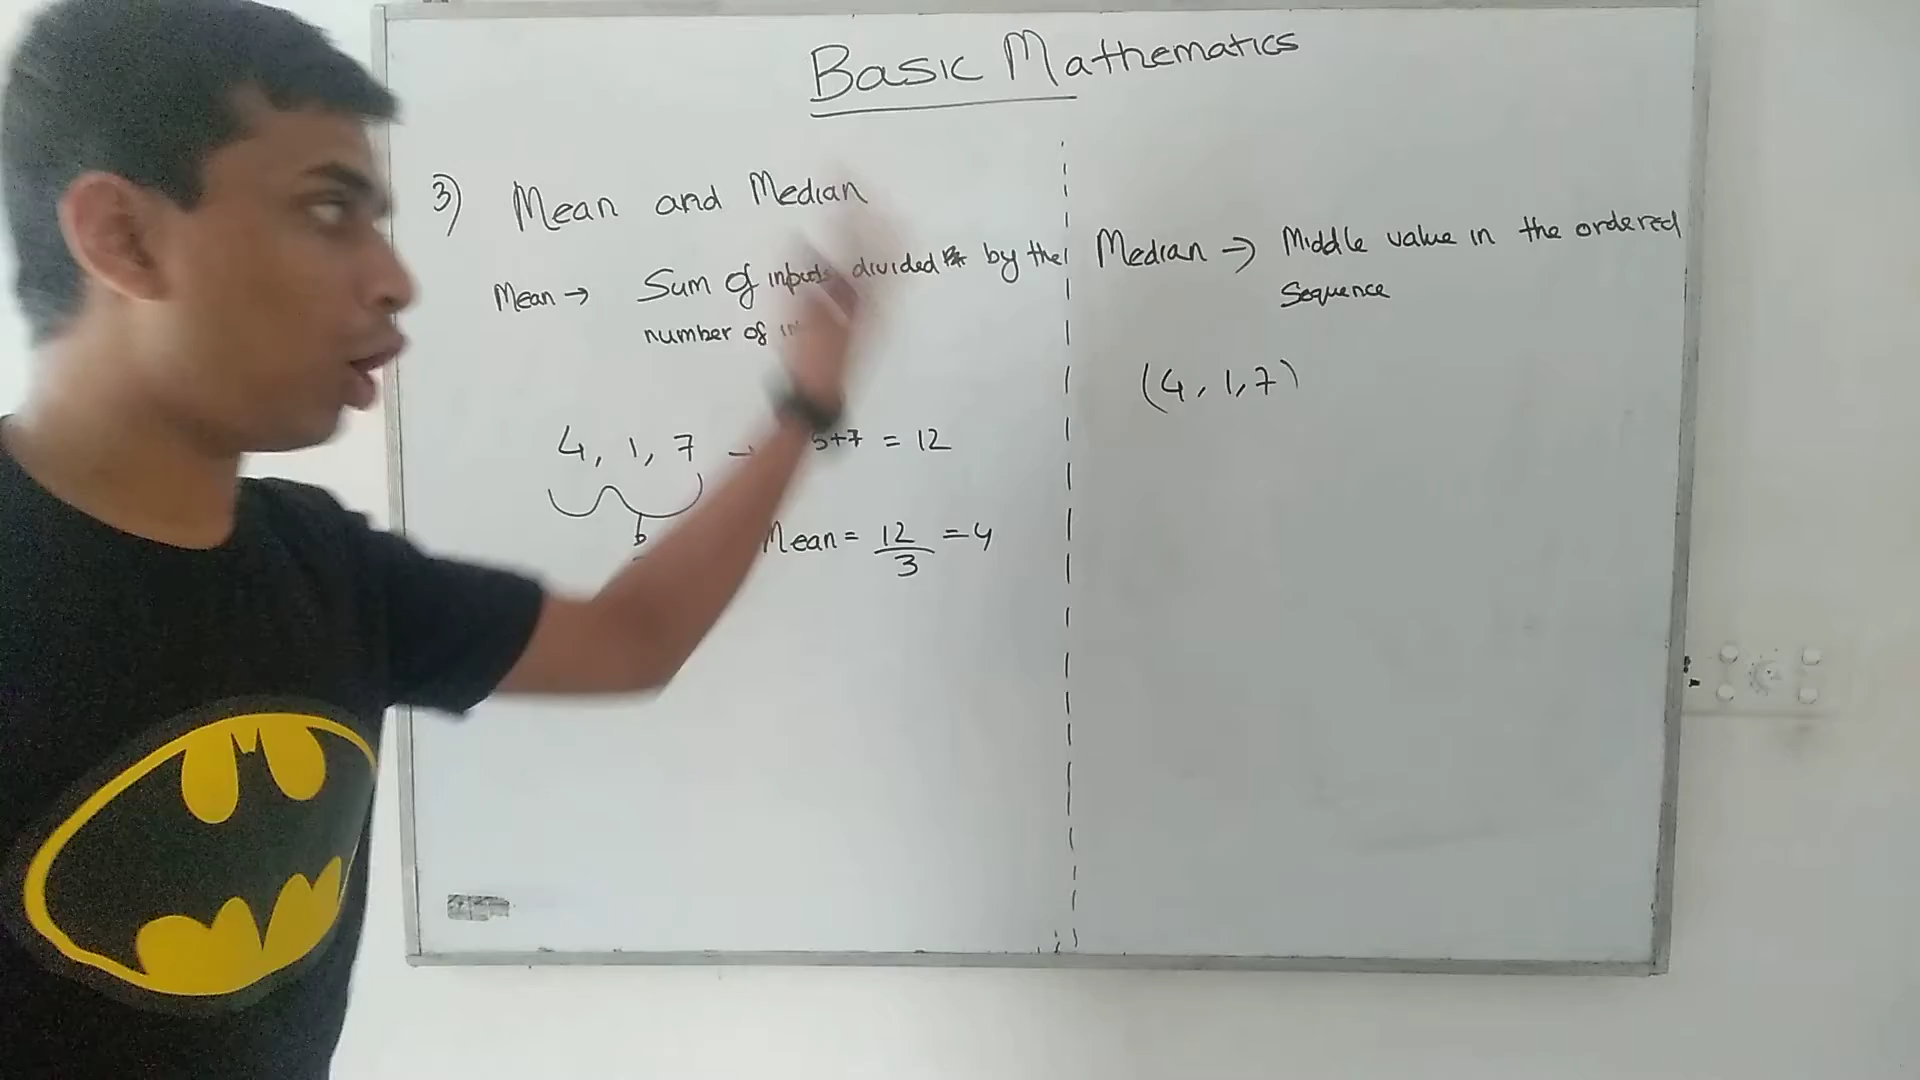 Basic Mathematics
3) Mean and Median
Mean → Sum of inputs divided by the
number of
4, 1, 7 → 5+7 = 12
Mean = 12/3 = 4
Median → Middle value in the ordered
Sequence
(4, 1, 7)